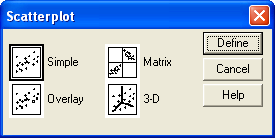 Scatterplot
Simple
Matrix
Overlay
3-D
Define
Cancel
Help